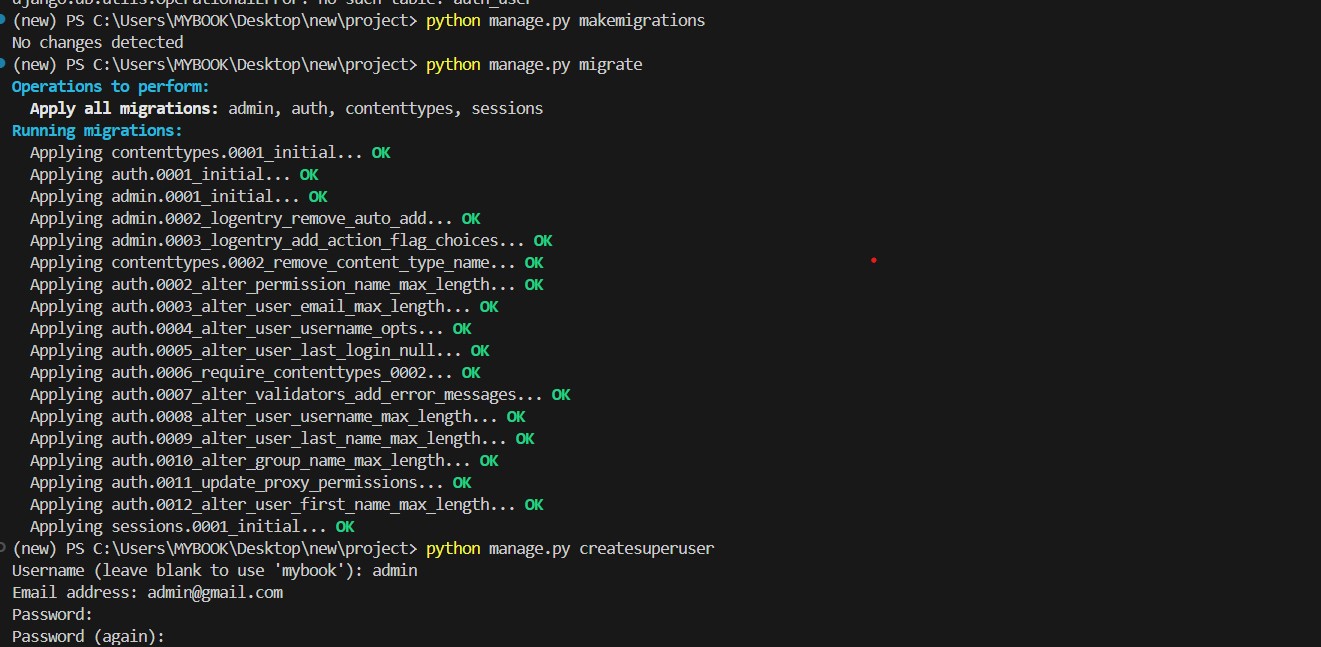 django.db.utils.OperationalError: no such table: auth_user
(new) PS C:\Users\MYBOOK\Desktop\new\project> python manage.py makemigrations
No changes detected
(new) PS C:\Users\MYBOOK\Desktop\new\project> python manage.py migrate
Operations to perform:
  Apply all migrations: admin, auth, contenttypes, sessions
Running migrations:
  Applying contenttypes.0001_initial... OK
  Applying auth.0001_initial... OK
  Applying admin.0001_initial... OK
  Applying admin.0002_logentry_remove_auto_add... OK
  Applying admin.0003_logentry_add_action_flag_choices... OK
  Applying contenttypes.0002_remove_content_type_name... OK
  Applying auth.0002_alter_permission_name_max_length... OK
  Applying auth.0003_alter_user_email_max_length... OK
  Applying auth.0004_alter_user_username_opts... OK
  Applying auth.0005_alter_user_last_login_null... OK
  Applying auth.0006_require_contenttypes_0002... OK
  Applying auth.0007_alter_validators_add_error_messages... OK
  Applying auth.0008_alter_user_username_max_length... OK
  Applying auth.0009_alter_user_last_name_max_length... OK
  Applying auth.0010_alter_group_name_max_length... OK
  Applying auth.0011_update_proxy_permissions... OK
  Applying auth.0012_alter_user_first_name_max_length... OK
  Applying sessions.0001_initial... OK
(new) PS C:\Users\MYBOOK\Desktop\new\project> python manage.py createsuperuser
Username (leave blank to use 'mybook'): admin
Email address: admin@gmail.com
Password:
Password (again):